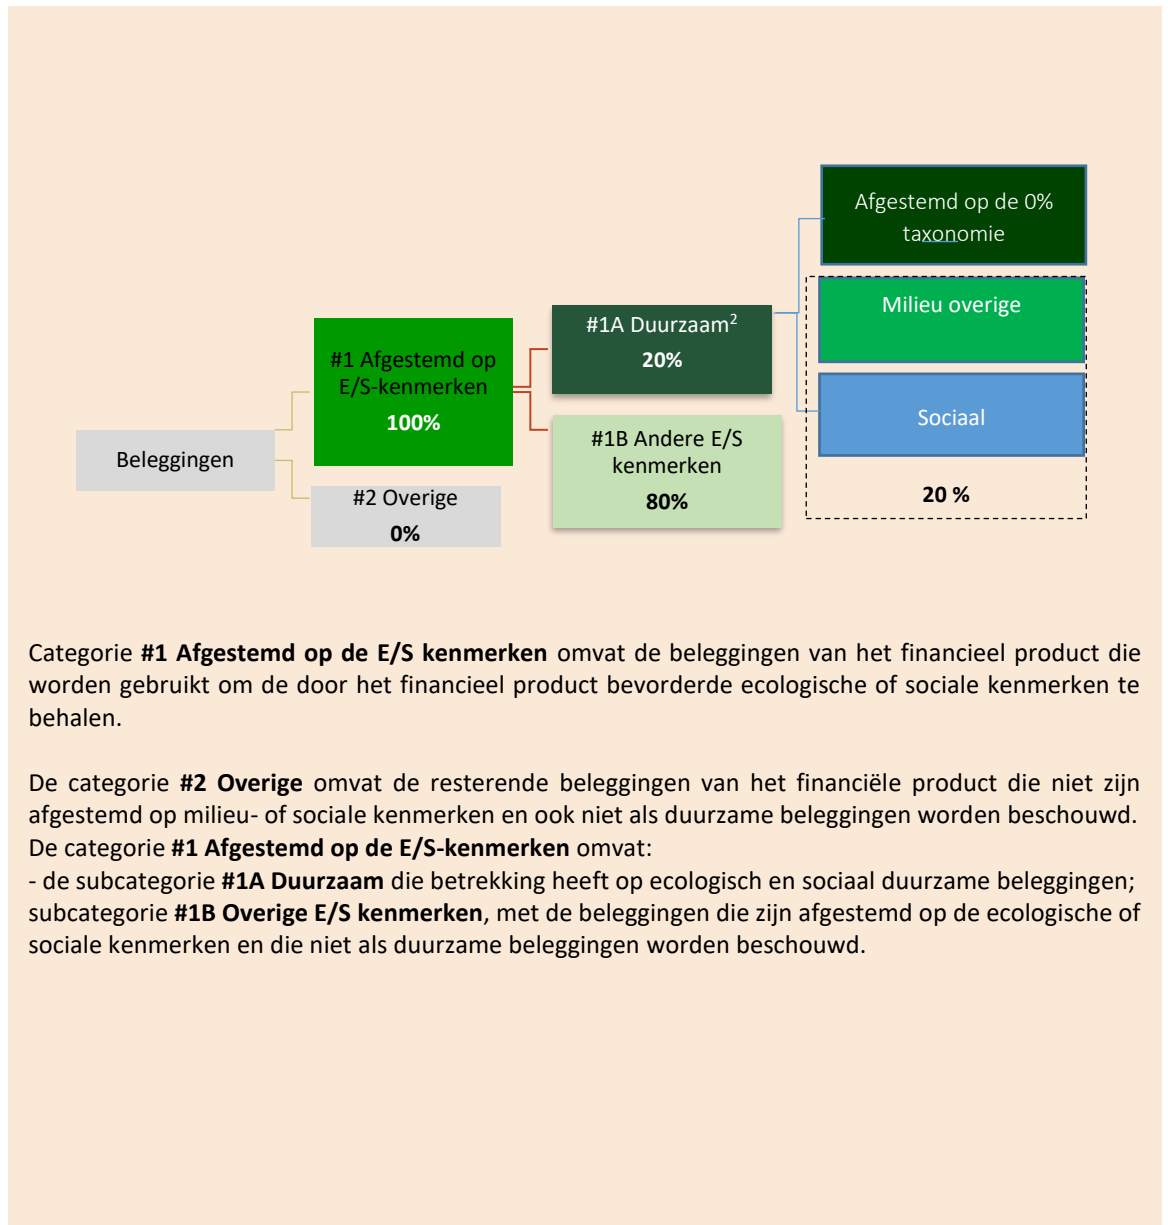 Beleggingen
#1 Afgestemd op
E/S-kenmerken
100%
#2 Overige
0%
#1A Duurzaam2
20%
#1B Andere E/S
kenmerken
80%
Afgestemd op de 0%
taxonomie
Milieu overige
Sociaal
20 %
Categorie #1 Afgestemd op de E/S kenmerken omvat de beleggingen van het financieel product die
worden gebruikt om de door het financieel product bevorderde ecologische of sociale kenmerken te
behalen.
De categorie #2 Overige omvat de resterende beleggingen van het financiële product die niet zijn
afgestemd op milieu- of sociale kenmerken en ook niet als duurzame beleggingen worden beschouwd.
De categorie #1 Afgestemd op de E/S-kenmerken omvat:
- de subcategorie #1A Duurzaam die betrekking heeft op ecologisch en sociaal duurzame beleggingen;
subcategorie #1B Overige E/S kenmerken, met de beleggingen die zijn afgestemd op de ecologische of
sociale kenmerken en die niet als duurzame beleggingen worden beschouwd.